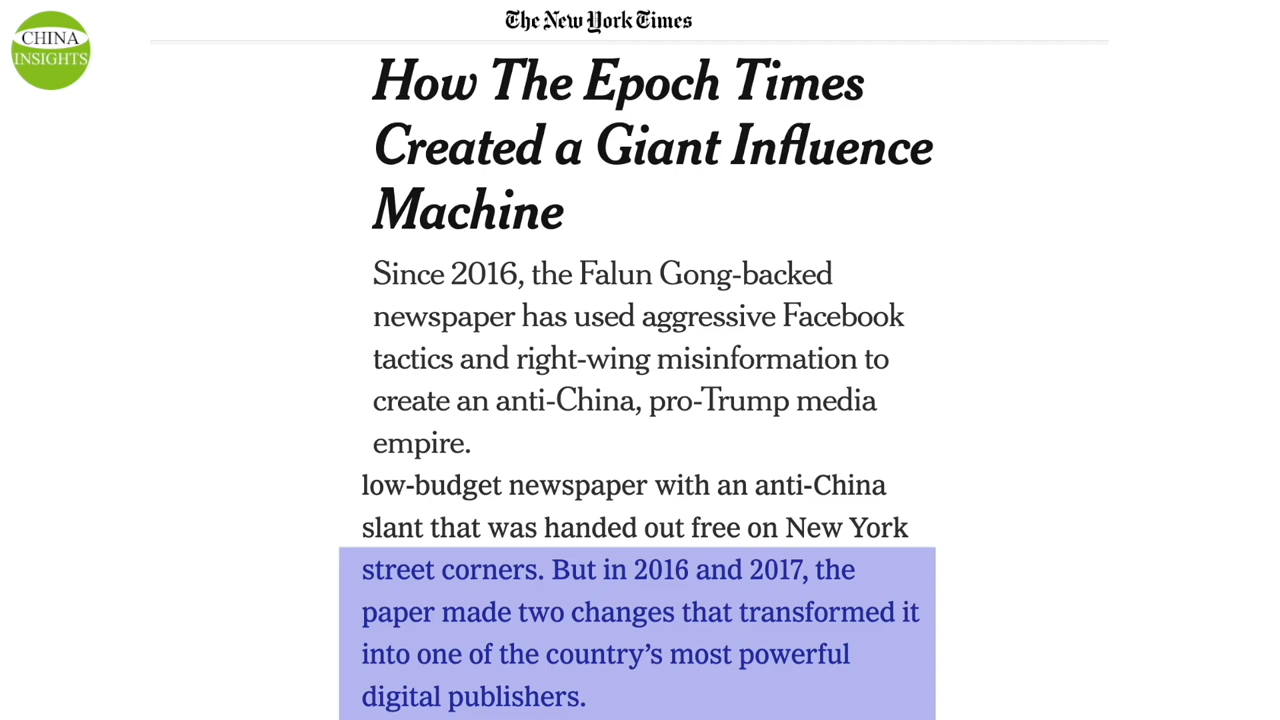 CHINA
INSIGHTS
The New York Times
How The Epoch Times
Created a Giant Influence
Machine
Since 2016, the Falun Gong-backed
newspaper has used aggressive Facebook
tactics and right-wing misinformation to
create an anti-China, pro-Trump media
empire.
low-budget newspaper with an anti-China
slant that was handed out free on New York
street corners. But in 2016 and 2017, the
paper made two changes that transformed it
into one of the country’s most powerful
digital publishers.